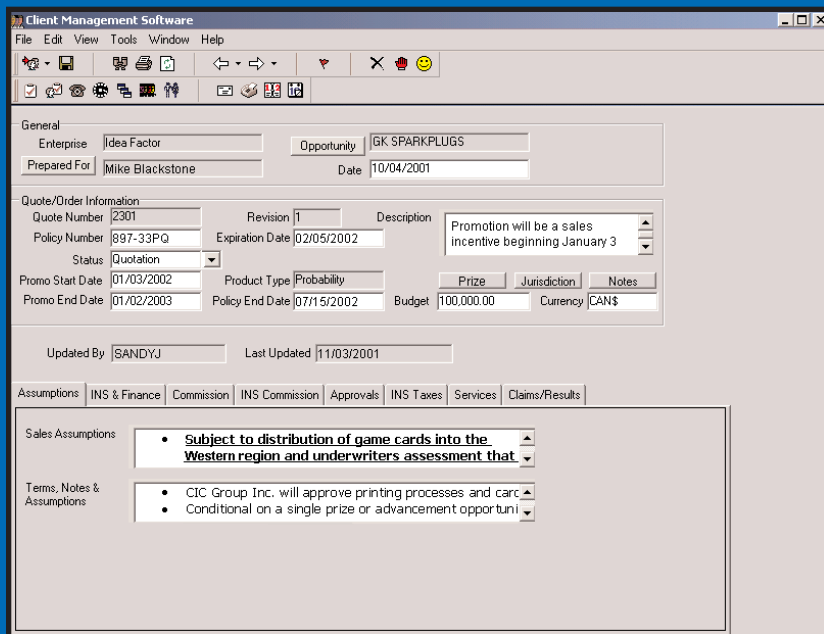 Client Management Software
File Edit View Tools Window Help
General
Enterprise Idea Factor Opportunity GK SPARKPLUGS
Prepared For Mike Blackstone Date 10/04/2001
Quote/Order Information
Quote Number 2301 Revision 1 Description Promotion will be a sales
Policy Number 897-33PQ Expiration Date 02/05/2002 incentive beginning January 3
Status Quotation
Promo Start Date 01/03/2002 Product Type Probability Prize Jurisdiction Notes
Promo End Date 01/02/2003 Policy End Date 07/15/2002 Budget 100,000.00 Currency CAN$
Updated By SANDYJ Last Updated 11/03/2001
Assumptions INS & Finance Commission INS Commission Approvals INS Taxes Services Claims/Results
Sales Assumptions • Subject to distribution of game cards into the
Western region and underwriters assessment that
Terms, Notes & • CIC Group Inc. will approve printing processes and card
Assumptions • Conditional on a single prize or advancement opportuni